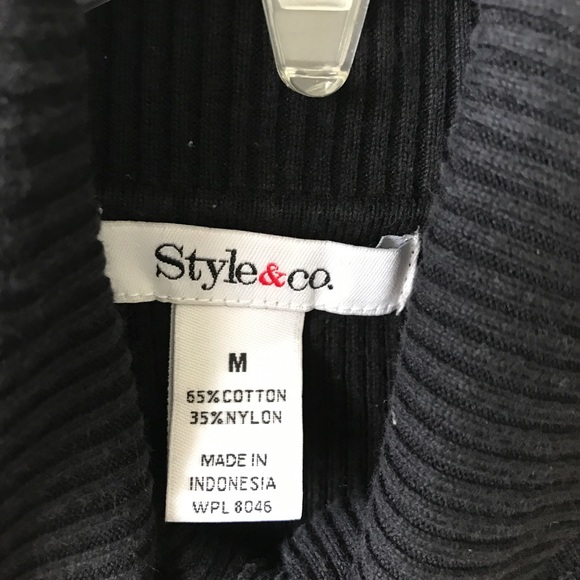 Style&co.
M
65%COTTON
35%NYLON
MADE IN
INDONESIA
WPL 8046